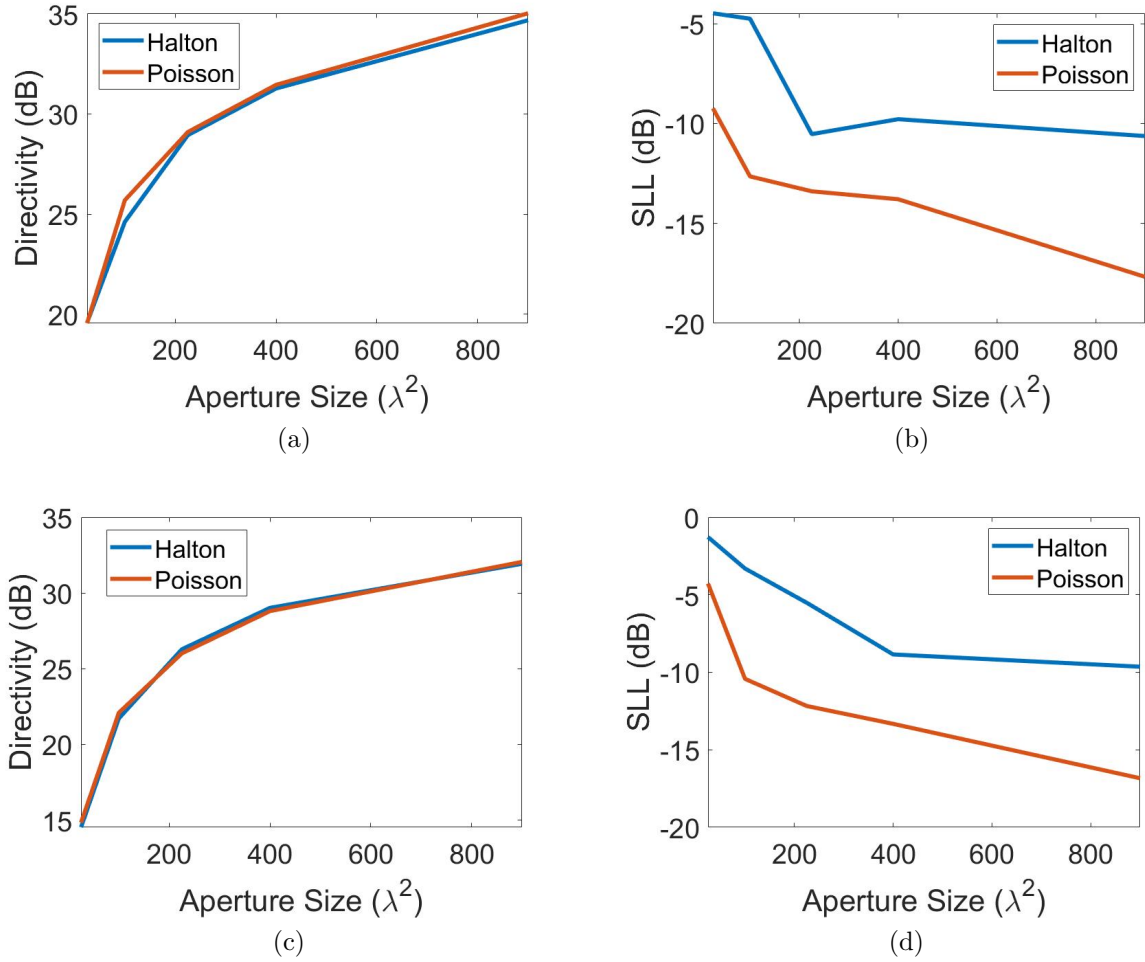 35
30
25
20
Directivity (dB)
Halton
Poisson
200 400 600 800
Aperture Size (λ²)
(a)
-5
-10
-15
-20
SLL (dB)
Halton
Poisson
200 400 600 800
Aperture Size (λ²)
(b)
35
30
25
20
15
Directivity (dB)
Halton
Poisson
200 400 600 800
Aperture Size (λ²)
(c)
0
-5
-10
-15
-20
SLL (dB)
Halton
Poisson
200 400 600 800
Aperture Size (λ²)
(d)